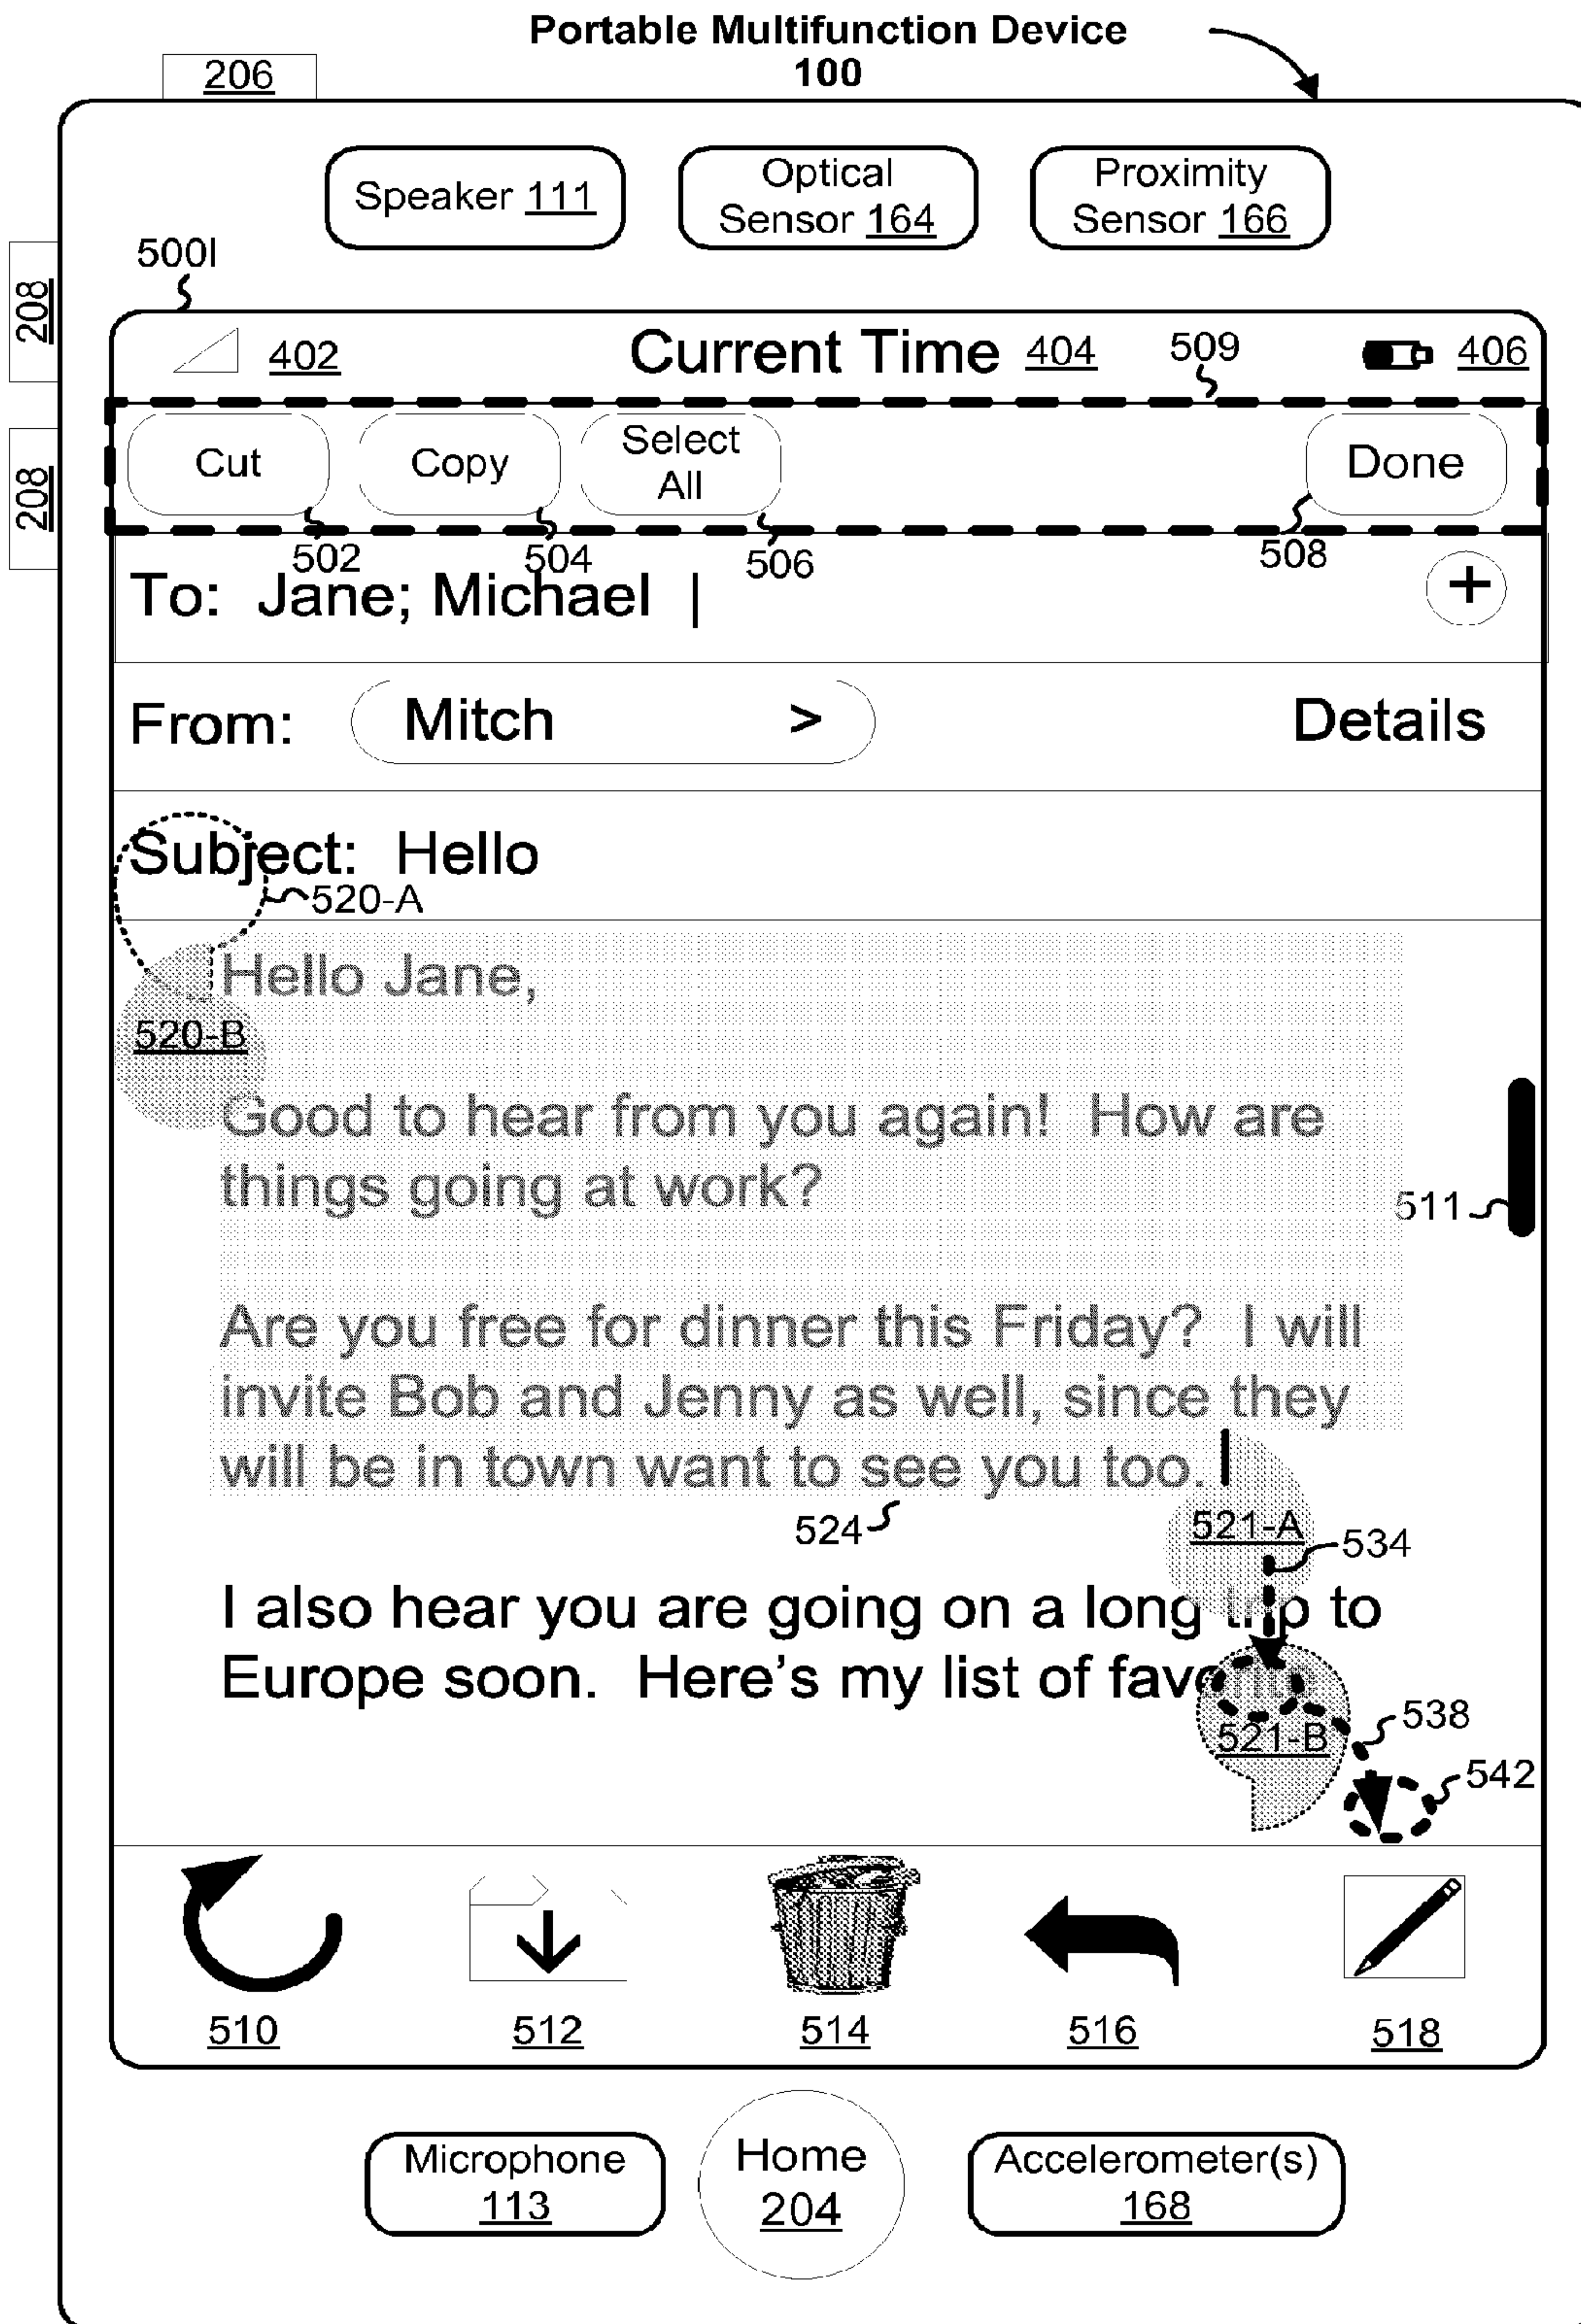 Portable Multifunction Device
100
206
Speaker 111
Optical
Sensor 164
Proximity
Sensor 166
500I
208
208
402
Current Time 404
509
406
Cut
Copy
Select
All
Done
502
504
506
508
To: Jane; Michael |
+
From: Mitch > Details
Subject: Hello
520-A
Hello Jane,
520-B
Good to hear from you again! How are
things going at work?
511
Are you free for dinner this Friday? I will
invite Bob and Jenny as well, since they
will be in town want to see you too.
524
521-A
534
I also hear you are going on a long trip to
Europe soon. Here's my list of
521-B
538
542
510
512
514
516
518
Microphone
113
Home
204
Accelerometer(s)
168